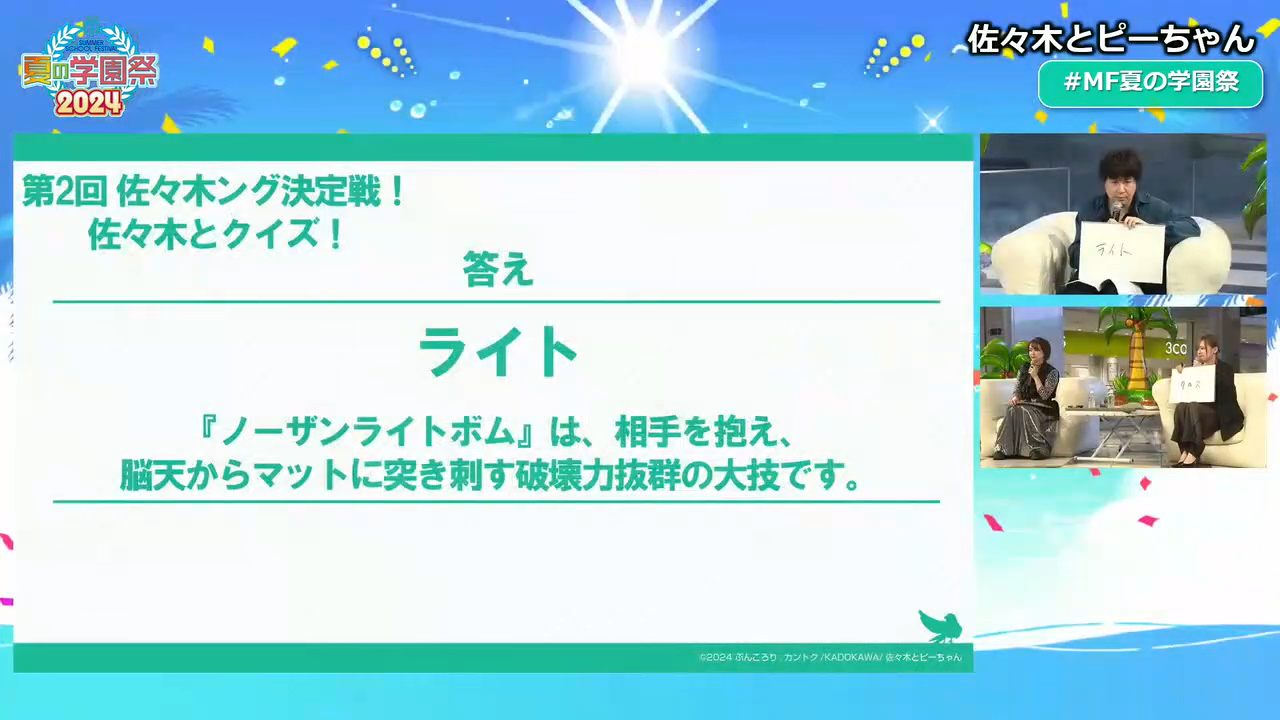 SUMMER
SCHOOL FESTIVAL
夏の学園祭
2024
佐々木とピーちゃん
#MF夏の学園祭
第2回 佐々木ング決定戦!
佐々木とクイズ!
答え
ライト
『ノーザンライトボム』は、相手を抱え、
脳天からマットに突き刺す破壊力抜群の大技です。
©2024 ぶんころり . カントク /KADOKAWA/ 佐々木とピーちゃん
ライト
3co
クロス